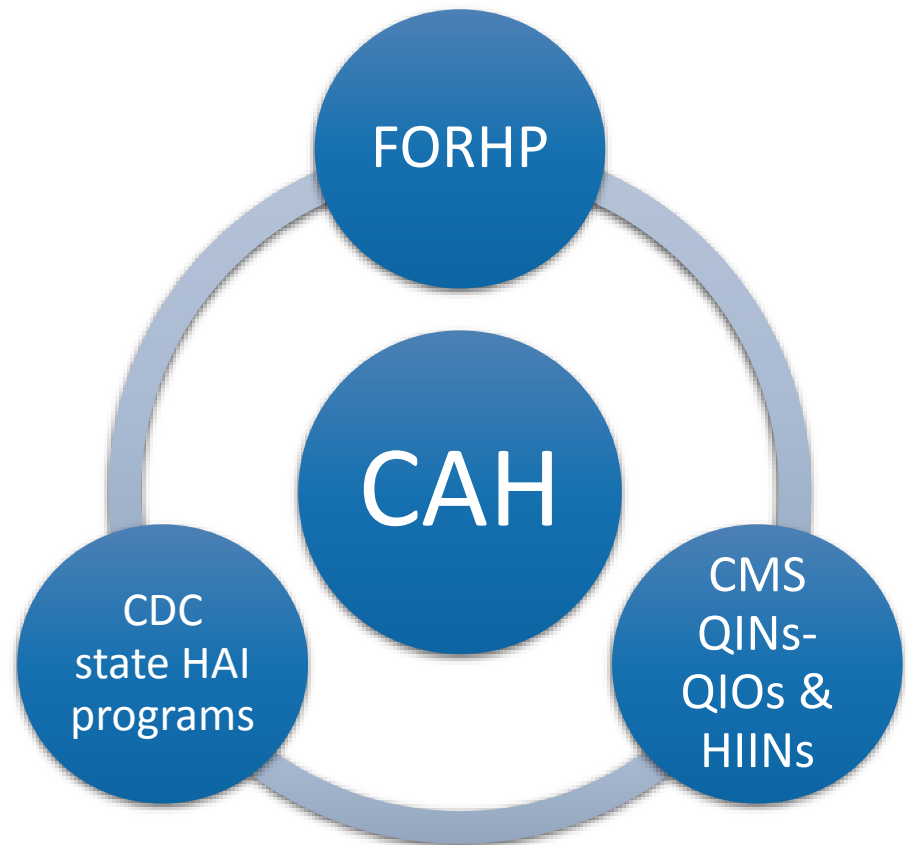 FORHP
CAH
CDC
state HAI
programs
CMS
QINs-
QIOs &
HIINs